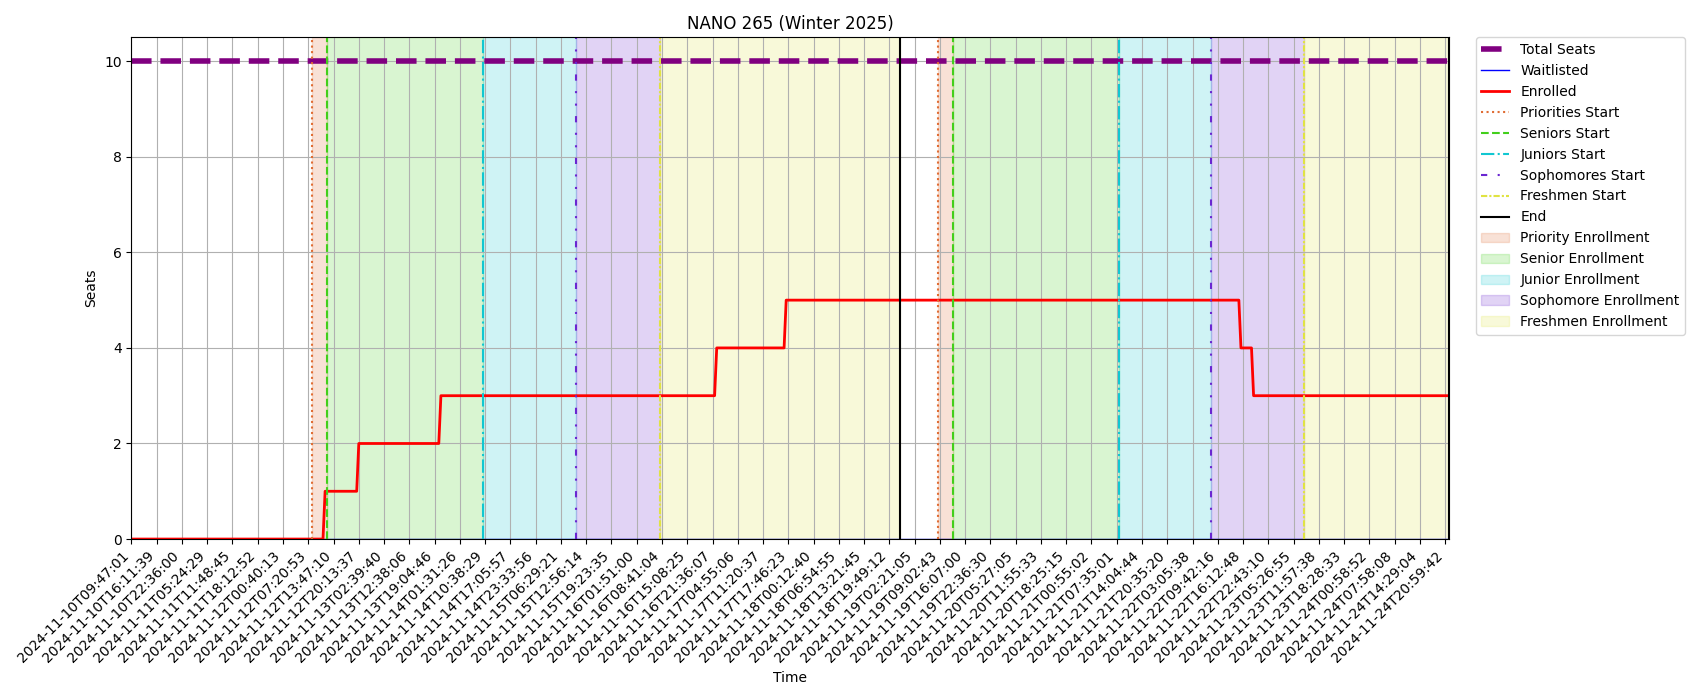 NANO 265 (Winter 2025)
Seats
10
8
6
4
2
0
2024-11-10T09:47:01
2024-11-10T16:11:39
2024-11-10T22:36:00
2024-11-11T05:24:29
2024-11-11T11:48:45
2024-11-11T18:12:52
2024-11-12T00:40:13
2024-11-12T07:20:53
2024-11-12T13:47:10
2024-11-12T20:13:37
2024-11-13T02:39:40
2024-11-13T12:38:06
2024-11-13T19:04:46
2024-11-14T01:31:26
2024-11-14T10:38:29
2024-11-14T17:05:57
2024-11-14T23:33:56
2024-11-15T06:29:21
2024-11-15T12:56:14
2024-11-15T19:23:35
2024-11-16T01:51:00
2024-11-16T08:41:04
2024-11-16T15:08:25
2024-11-16T21:36:07
2024-11-17T04:55:06
2024-11-17T11:20:37
2024-11-17T17:46:23
2024-11-18T00:12:40
2024-11-18T06:54:55
2024-11-18T13:21:45
2024-11-18T19:49:12
2024-11-19T02:21:05
2024-11-19T09:02:43
2024-11-19T16:07:00
2024-11-19T22:36:30
2024-11-20T05:27:05
2024-11-20T11:55:33
2024-11-20T18:25:15
2024-11-21T00:55:02
2024-11-21T07:35:01
2024-11-21T14:04:44
2024-11-21T20:35:20
2024-11-22T03:05:38
2024-11-22T09:42:16
2024-11-22T16:12:48
2024-11-22T22:43:10
2024-11-23T05:26:55
2024-11-23T11:57:38
2024-11-23T18:28:33
2024-11-24T00:58:52
2024-11-24T07:58:08
2024-11-24T14:29:04
2024-11-24T20:59:42
Time
Total Seats
Waitlisted
Enrolled
Priorities Start
Seniors Start
Juniors Start
Sophomores Start
Freshmen Start
End
Priority Enrollment
Senior Enrollment
Junior Enrollment
Sophomore Enrollment
Freshmen Enrollment